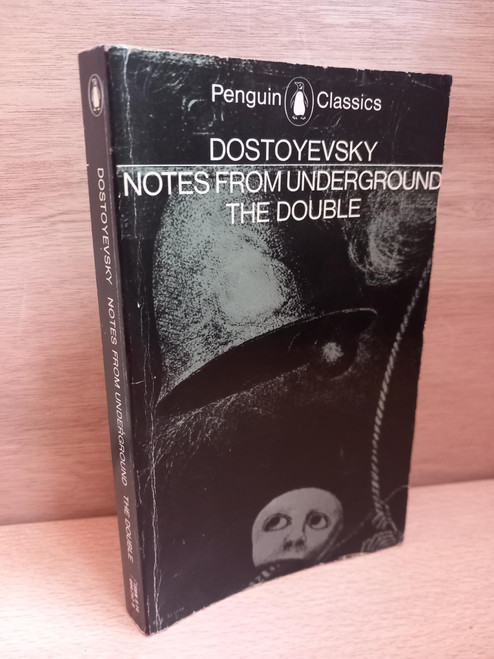 Penguin Classics
DOSTOYEVSKY
NOTES FROM UNDERGROUND
THE DOUBLE
DOSTOYEVSKY NOTES FROM UNDERGROUND THE DOUBLE